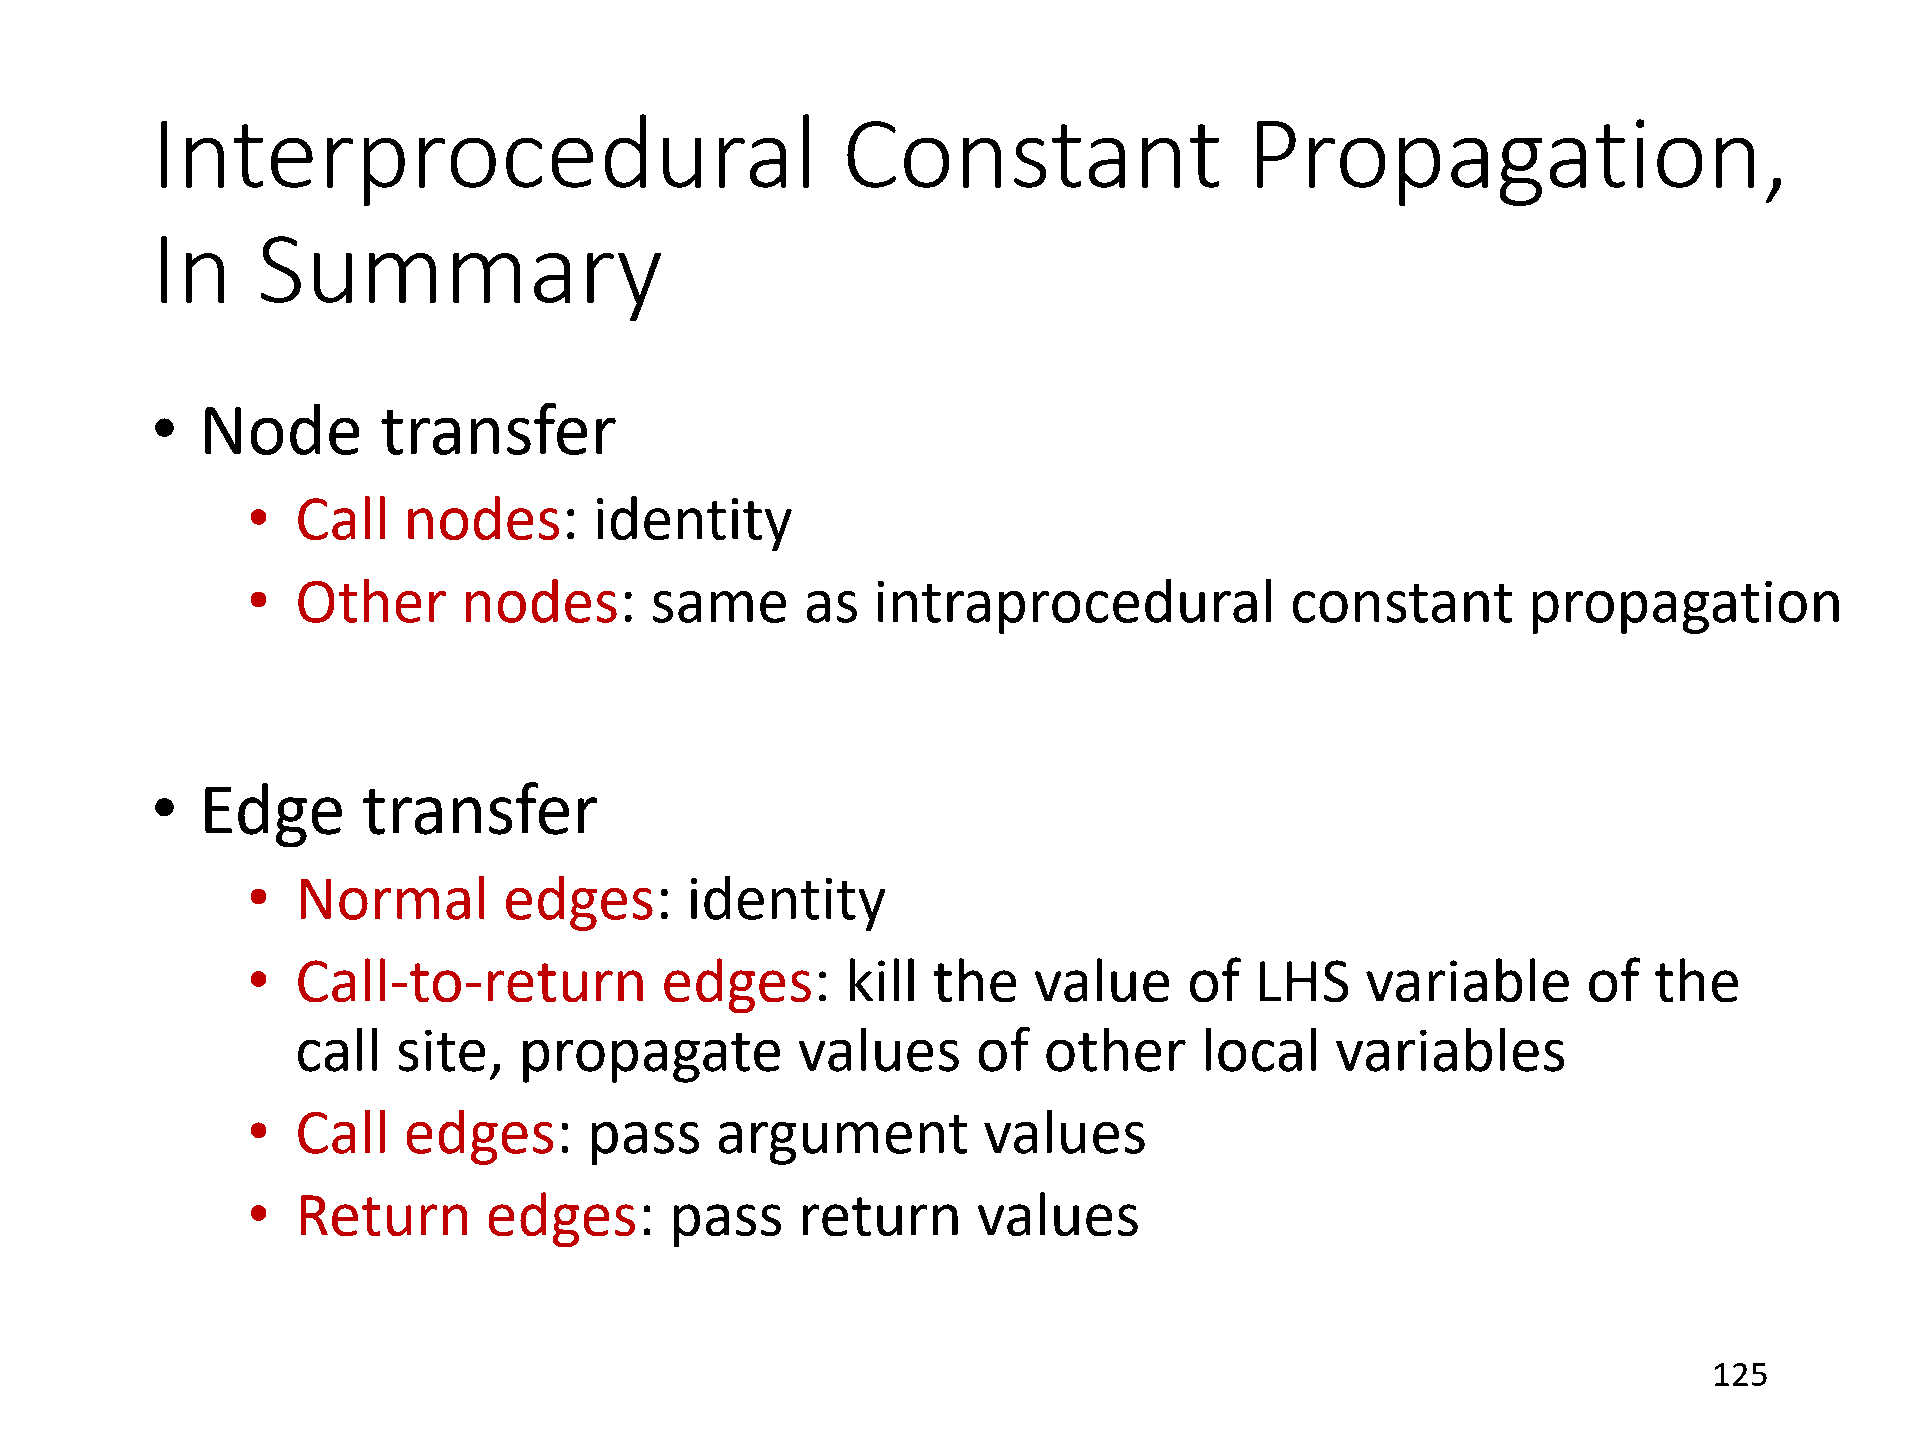 Interprocedural Constant Propagation,
In Summary
• Node transfer
• Call nodes: identity
• Other nodes: same as intraprocedural constant propagation
• Edge transfer
• Normal edges: identity
• Call-to-return edges: kill the value of LHS variable of the
call site, propagate values of other local variables
• Call edges: pass argument values
• Return edges: pass return values
125